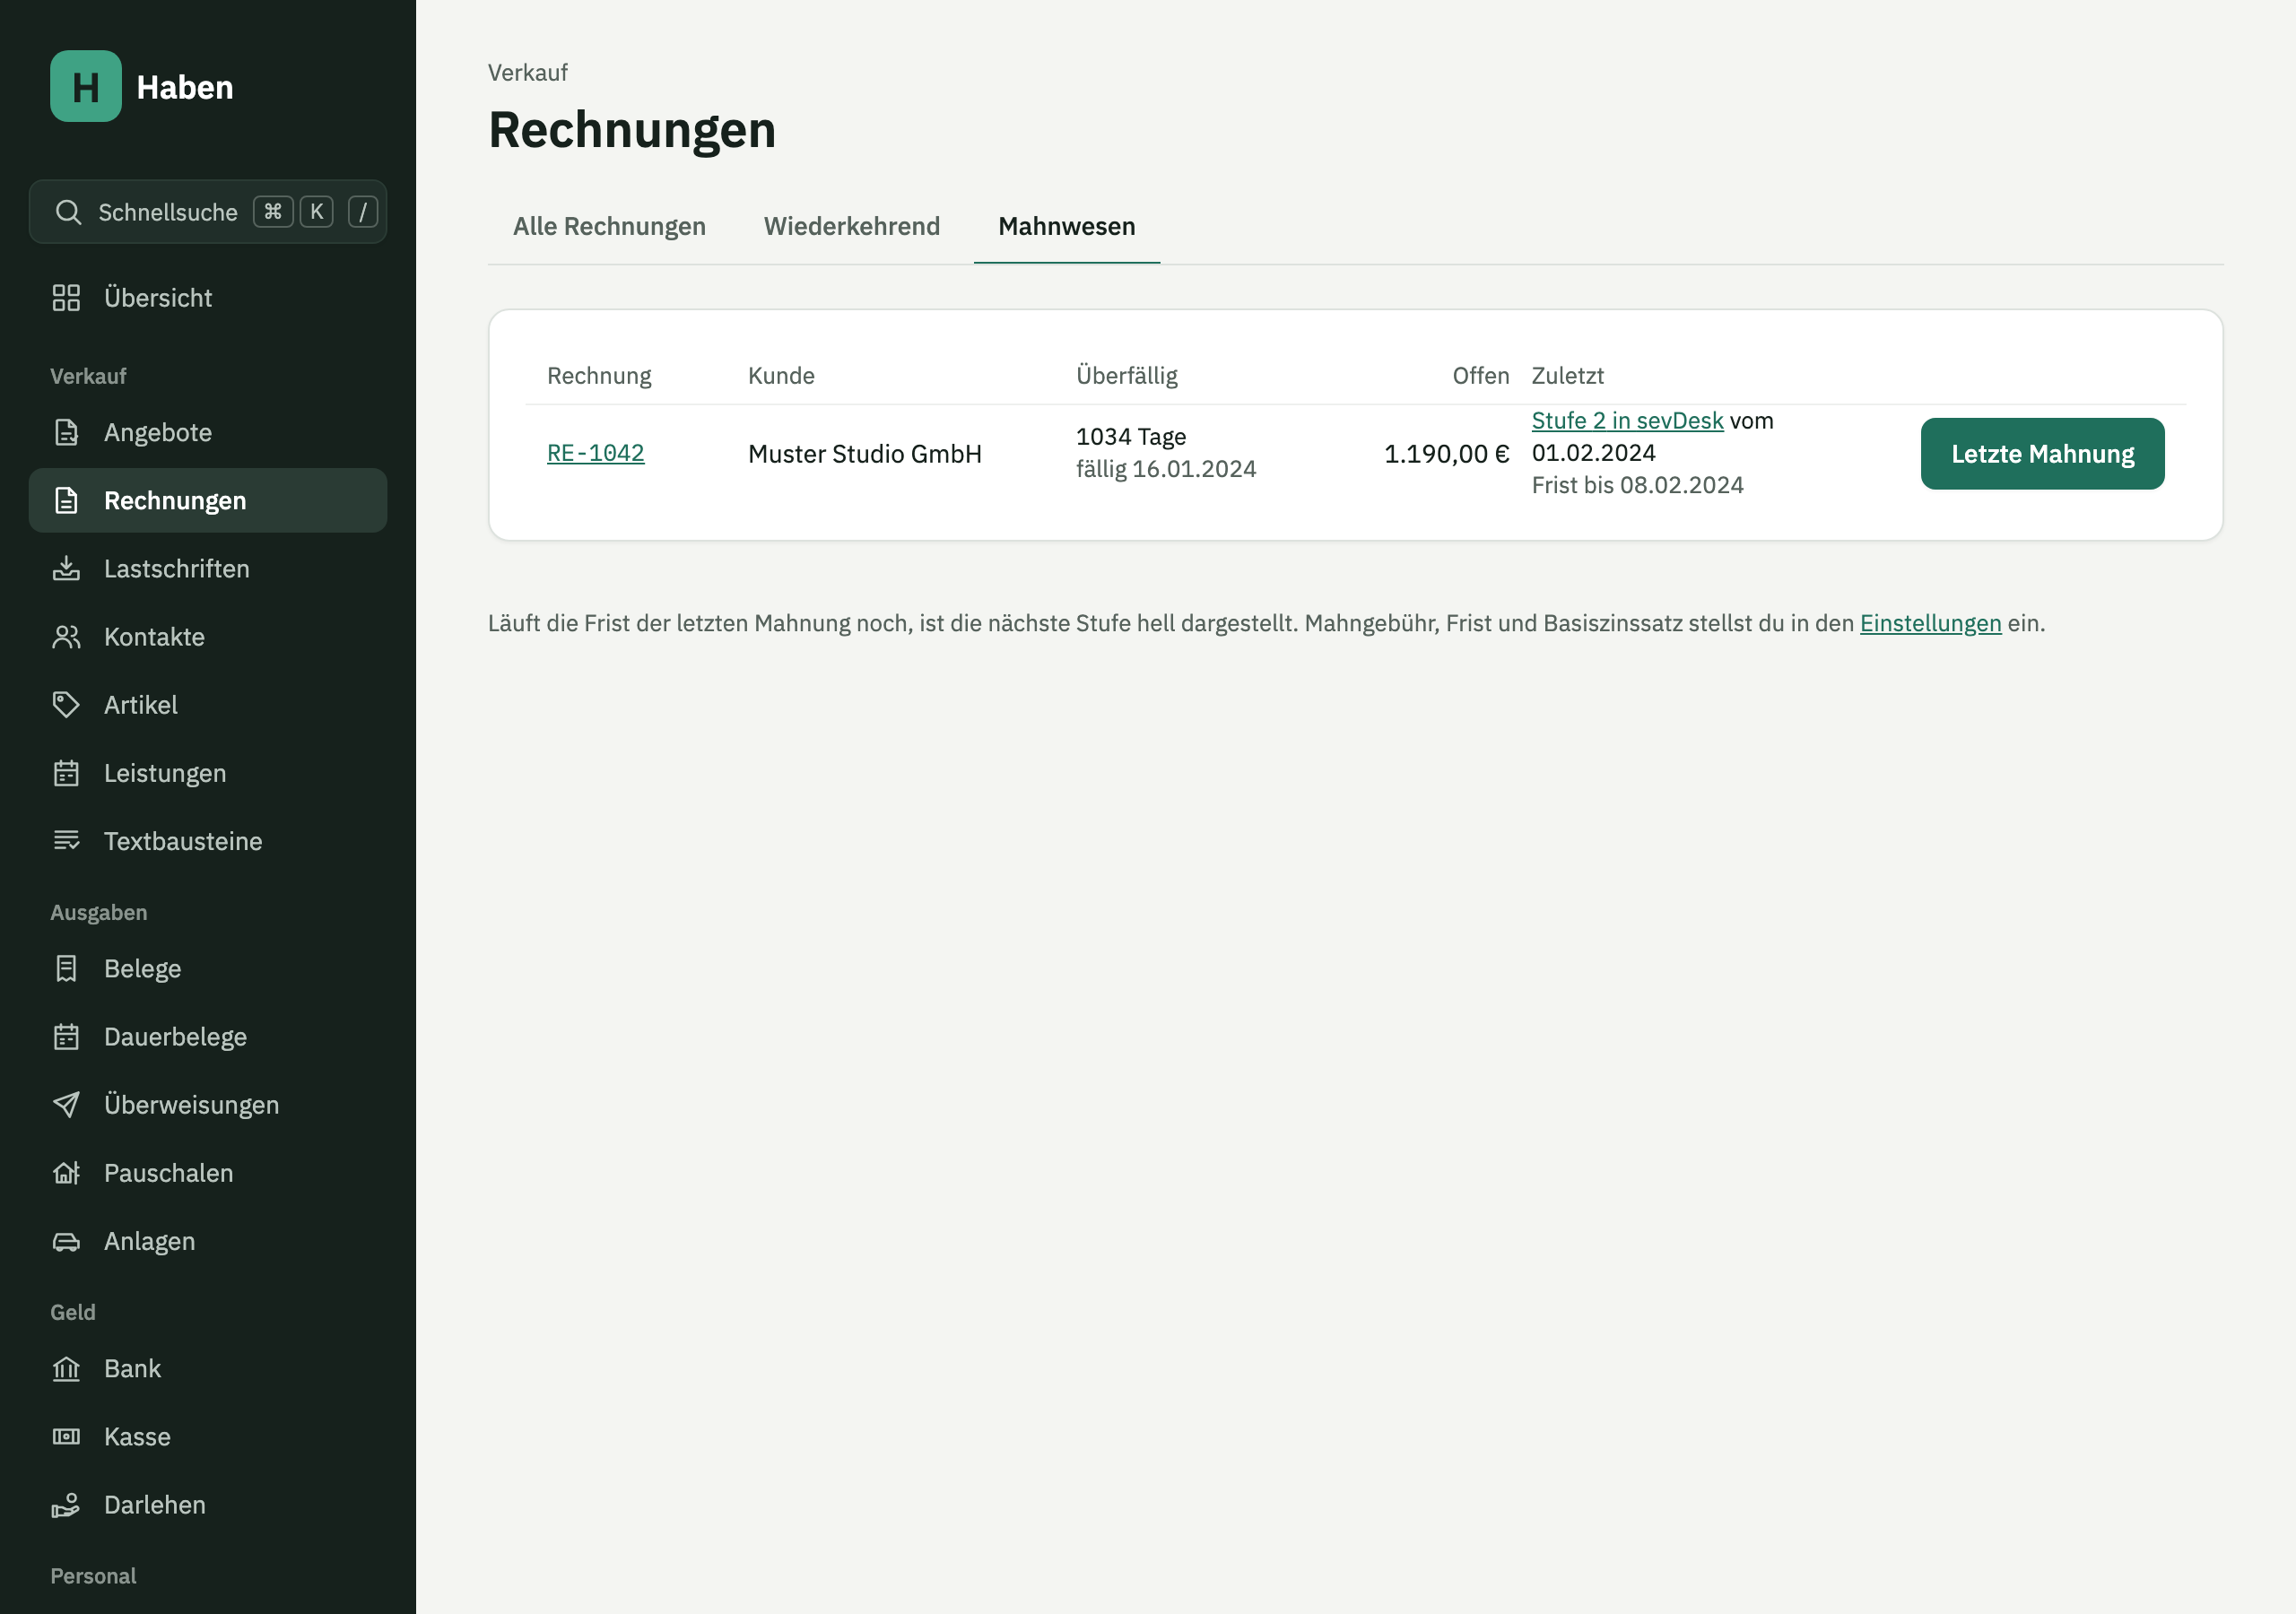 H Haben
Schnellsuche ⌘ K /
Übersicht
Verkauf
Angebote
Rechnungen
Lastschriften
Kontakte
Artikel
Leistungen
Textbausteine
Ausgaben
Belege
Dauerbelege
Überweisungen
Pauschalen
Anlagen
Geld
Bank
Kasse
Darlehen
Personal
Verkauf
Rechnungen
Alle Rechnungen Wiederkehrend Mahnwesen
Rechnung Kunde Überfällig Offen Zuletzt
RE-1042 Muster Studio GmbH
1034 Tage
fällig 16.01.2024
1.190,00 €
Stufe 2 in sevDesk vom
01.02.2024
Frist bis 08.02.2024
Letzte Mahnung
Läuft die Frist der letzten Mahnung noch, ist die nächste Stufe hell dargestellt. Mahngebühr, Frist und Basiszinssatz stellst du in den Einstellungen ein.